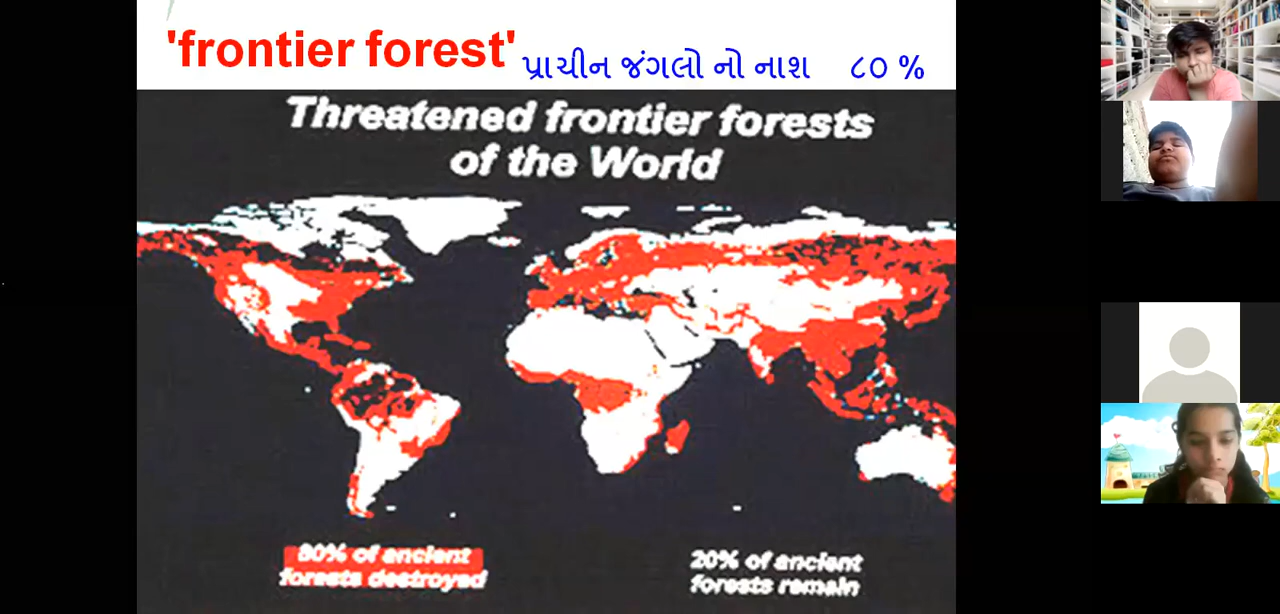 'frontier forest' પ્રાચીન જંગલો નો નાશ ૮૦ %
Threatened frontier forests
of the World
80% of ancient
forests destroyed
20% of ancient
forests remain